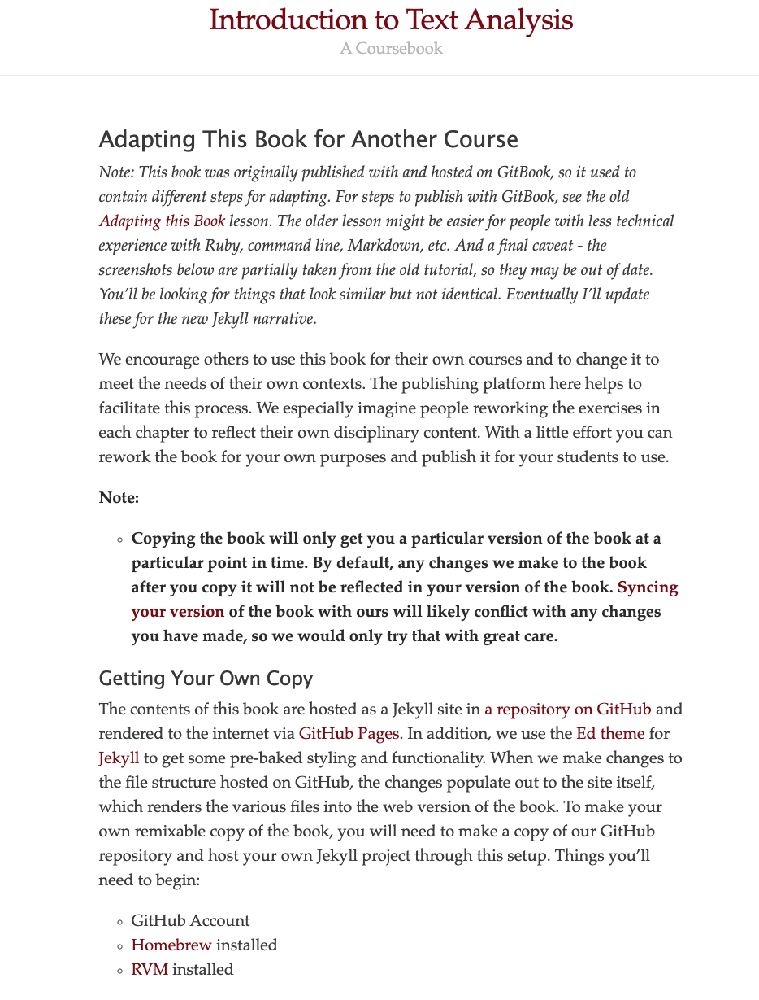 Introduction to Text Analysis
A Coursebook
Adapting This Book for Another Course
Note: This book was originally published with and hosted on GitBook, so it used to
contain different steps for adapting. For steps to publish with GitBook, see the old
Adapting this Book lesson. The older lesson might be easier for people with less technical
experience with Ruby, command line, Markdown, etc. And a final caveat - the
screenshots below are partially taken from the old tutorial, so they may be out of date.
You’ll be looking for things that look similar but not identical. Eventually I’ll update
these for the new Jekyll narrative.
We encourage others to use this book for their own courses and to change it to
meet the needs of their own contexts. The publishing platform here helps to
facilitate this process. We especially imagine people reworking the exercises in
each chapter to reflect their own disciplinary content. With a little effort you can
rework the book for your own purposes and publish it for your students to use.
Note:
◦ Copying the book will only get you a particular version of the book at a
particular point in time. By default, any changes we make to the book
after you copy it will not be reflected in your version of the book. Syncing
your version of the book with ours will likely conflict with any changes
you have made, so we would only try that with great care.
Getting Your Own Copy
The contents of this book are hosted as a Jekyll site in a repository on GitHub and
rendered to the internet via GitHub Pages. In addition, we use the Ed theme for
Jekyll to get some pre-baked styling and functionality. When we make changes to
the file structure hosted on GitHub, the changes populate out to the site itself,
which renders the various files into the web version of the book. To make your
own remixable copy of the book, you will need to make a copy of our GitHub
repository and host your own Jekyll project through this setup. Things you’ll
need to begin:
◦ GitHub Account
◦ Homebrew installed
◦ RVM installed